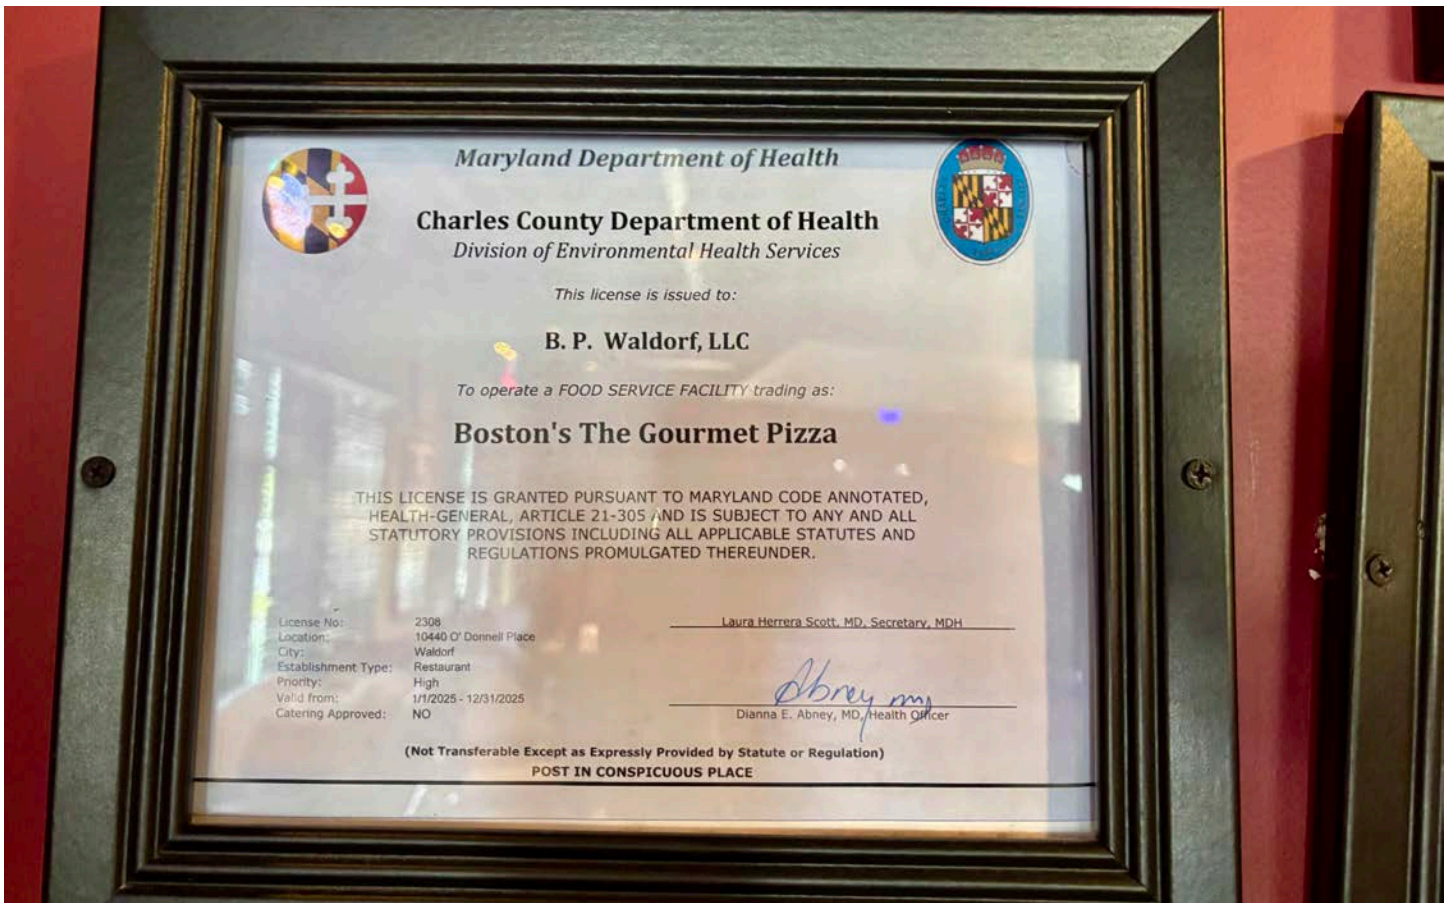 Maryland Department of Health
Charles County Department of Health
Division of Environmental Health Services
This license is issued to:
B. P. Waldorf, LLC
To operate a FOOD SERVICE FACILITY trading as:
Boston's The Gourmet Pizza
THIS LICENSE IS GRANTED PURSUANT TO MARYLAND CODE ANNOTATED,
HEALTH-GENERAL, ARTICLE 21-305 AND IS SUBJECT TO ANY AND ALL
STATUTORY PROVISIONS INCLUDING ALL APPLICABLE STATUTES AND
REGULATIONS PROMULGATED THEREUNDER.
License No: 2308
Location: 10440 O' Donnell Place
City: Waldorf
Establishment Type: Restaurant
Priority: High
Valid from: 1/1/2025 - 12/31/2025
Catering Approved: NO
Laura Herrera Scott, MD, Secretary, MDH
Abney MD
Dianna E. Abney, MD, Health Officer
(Not Transferable Except as Expressly Provided by Statute or Regulation)
POST IN CONSPICUOUS PLACE